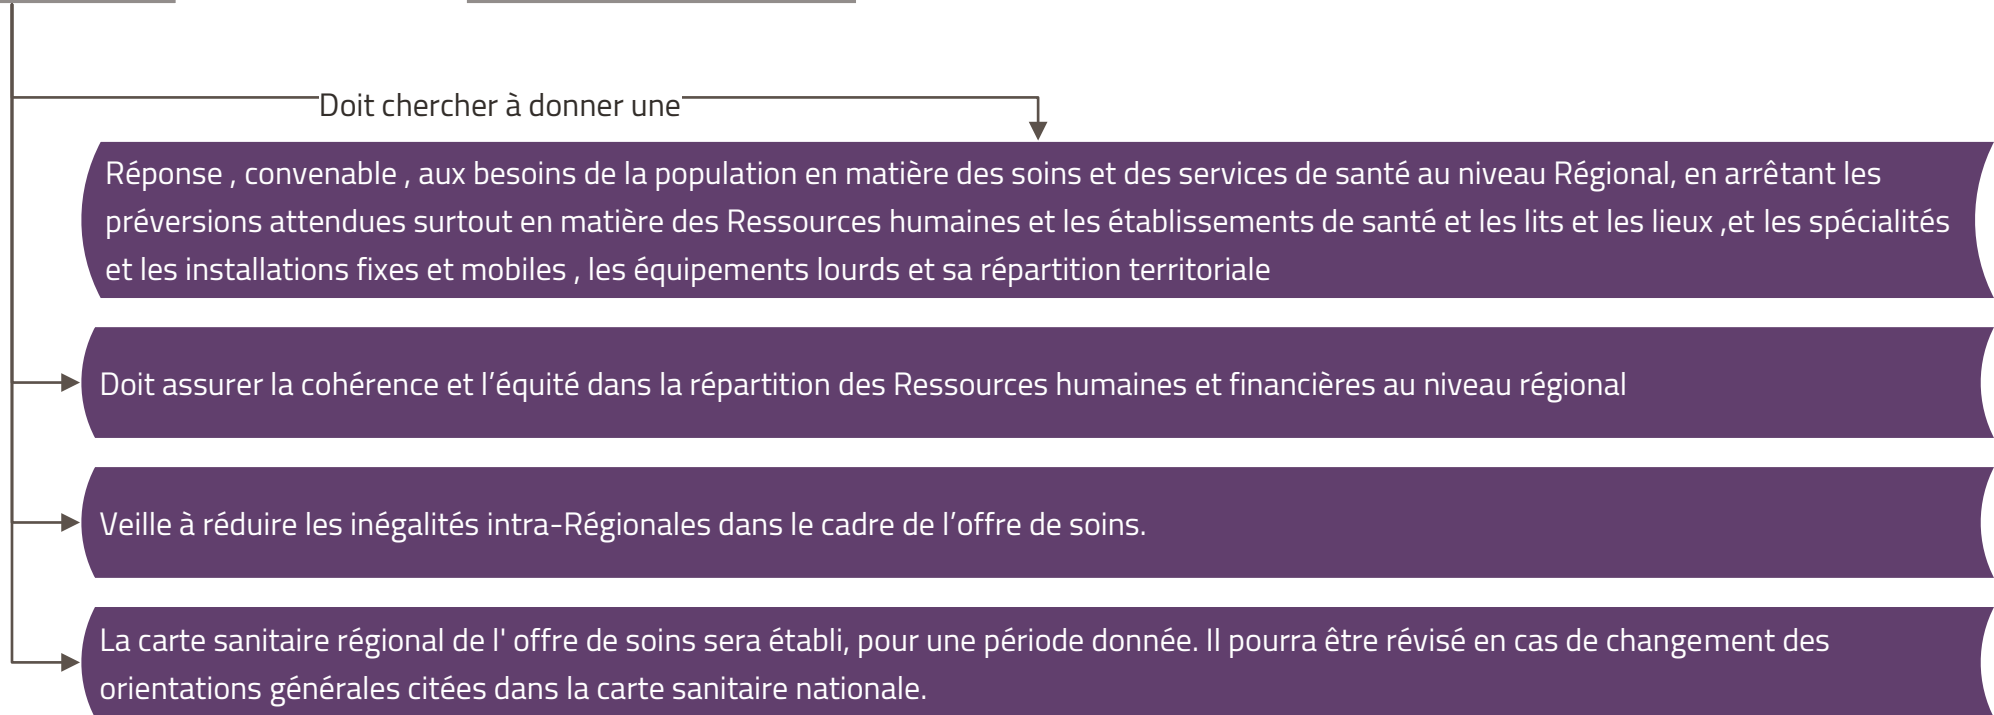 Doit chercher à donner une
Réponse , convenable , aux besoins de la population en matière des soins et des services de santé au niveau Régional, en arrêtant les
préversions attendues surtout en matière des Ressources humaines et les établissements de santé et les lits et les lieux ,et les spécialités
et les installations fixes et mobiles , les équipements lourds et sa répartition territoriale
Doit assurer la cohérence et l’équité dans la répartition des Ressources humaines et financières au niveau régional
Veille à réduire les inégalités intra-Régionales dans le cadre de l’offre de soins.
La carte sanitaire régional de l' offre de soins sera établi, pour une période donnée. Il pourra être révisé en cas de changement des
orientations générales citées dans la carte sanitaire nationale.